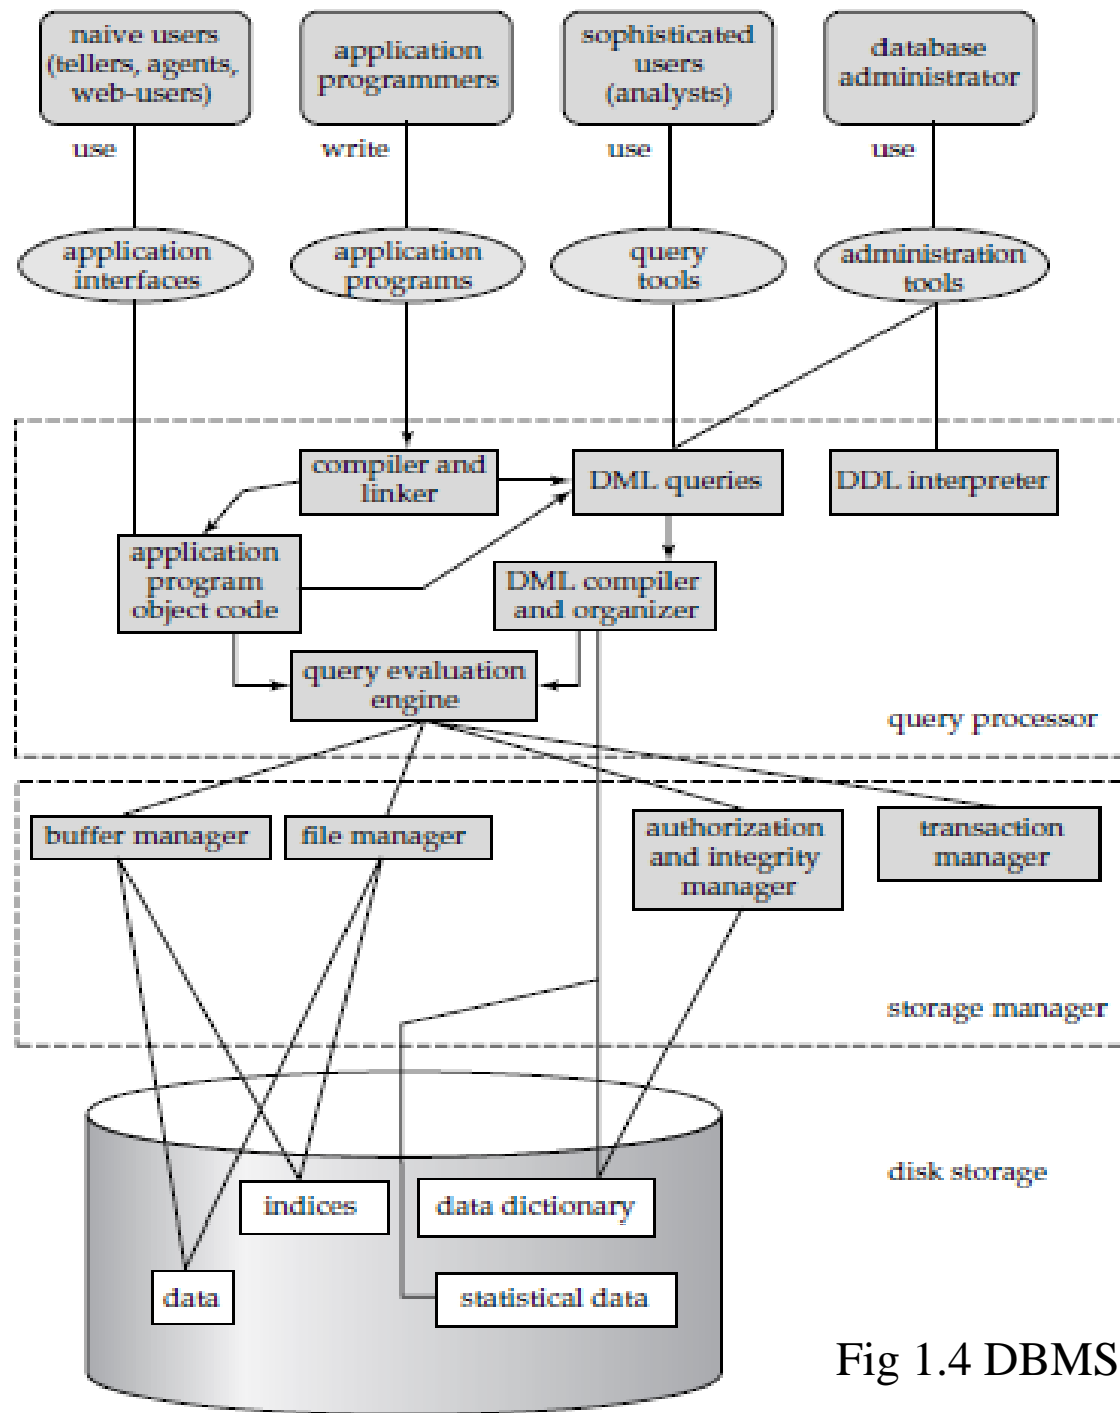 naive users
(tellers, agents,
web-users)
application
programmers
sophisticated
users
(analysts)
database
administrator
use
write
use
use
application
interfaces
application
programs
query
tools
administration
tools
compiler and
linker
DML queries
DDL interpreter
application
program
object code
DML compiler
and organizer
query evaluation
engine
query processor
buffer manager
file manager
authorization
and integrity
manager
transaction
manager
storage manager
disk storage
indices
data dictionary
data
statistical data
Fig 1.4 DBMS